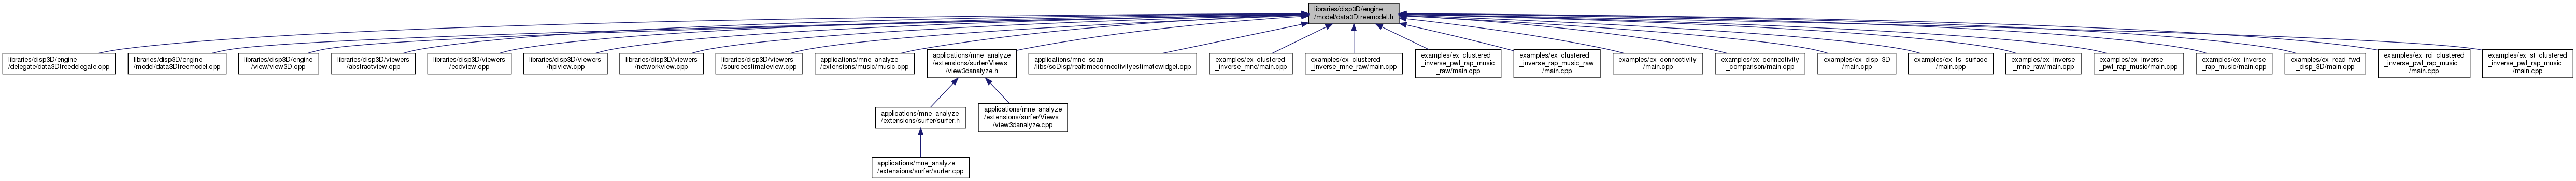 libraries/disp3D/engine
/model/data3Dtreemodel.h
libraries/disp3D/engine
/delegate/data3Dtreedelegate.cpp
libraries/disp3D/engine
/model/data3Dtreemodel.cpp
libraries/disp3D/engine
/view/view3D.cpp
libraries/disp3D/viewers
/abstractview.cpp
libraries/disp3D/viewers
/ecdview.cpp
libraries/disp3D/viewers
/hpiview.cpp
libraries/disp3D/viewers
/networkview.cpp
libraries/disp3D/viewers
/sourceestimateview.cpp
applications/mne_analyze
/extensions/music/music.cpp
applications/mne_analyze
/extensions/surfer/Views
/view3danalyze.h
applications/mne_scan
/libs/scDisp/realtimeconnectivityestimatewidget.cpp
examples/ex_clustered
_inverse_mne/main.cpp
examples/ex_clustered
_inverse_mne_raw/main.cpp
examples/ex_clustered
_inverse_pwl_rap_music
_raw/main.cpp
examples/ex_clustered
_inverse_rap_music_raw
/main.cpp
examples/ex_connectivity
/main.cpp
examples/ex_connectivity
_comparison/main.cpp
examples/ex_disp_3D
/main.cpp
examples/ex_fs_surface
/main.cpp
examples/ex_inverse
_mne_raw/main.cpp
examples/ex_inverse
_pwl_rap_music/main.cpp
examples/ex_inverse
_rap_music/main.cpp
examples/ex_read_fwd
_disp_3D/main.cpp
examples/ex_roi_clustered
_inverse_pwl_rap_music
/main.cpp
examples/ex_st_clustered
_inverse_pwl_rap_music
/main.cpp
applications/mne_analyze
/extensions/surfer/surfer.h
applications/mne_analyze
/extensions/surfer/Views
/view3danalyze.cpp
applications/mne_analyze
/extensions/surfer/surfer.cpp